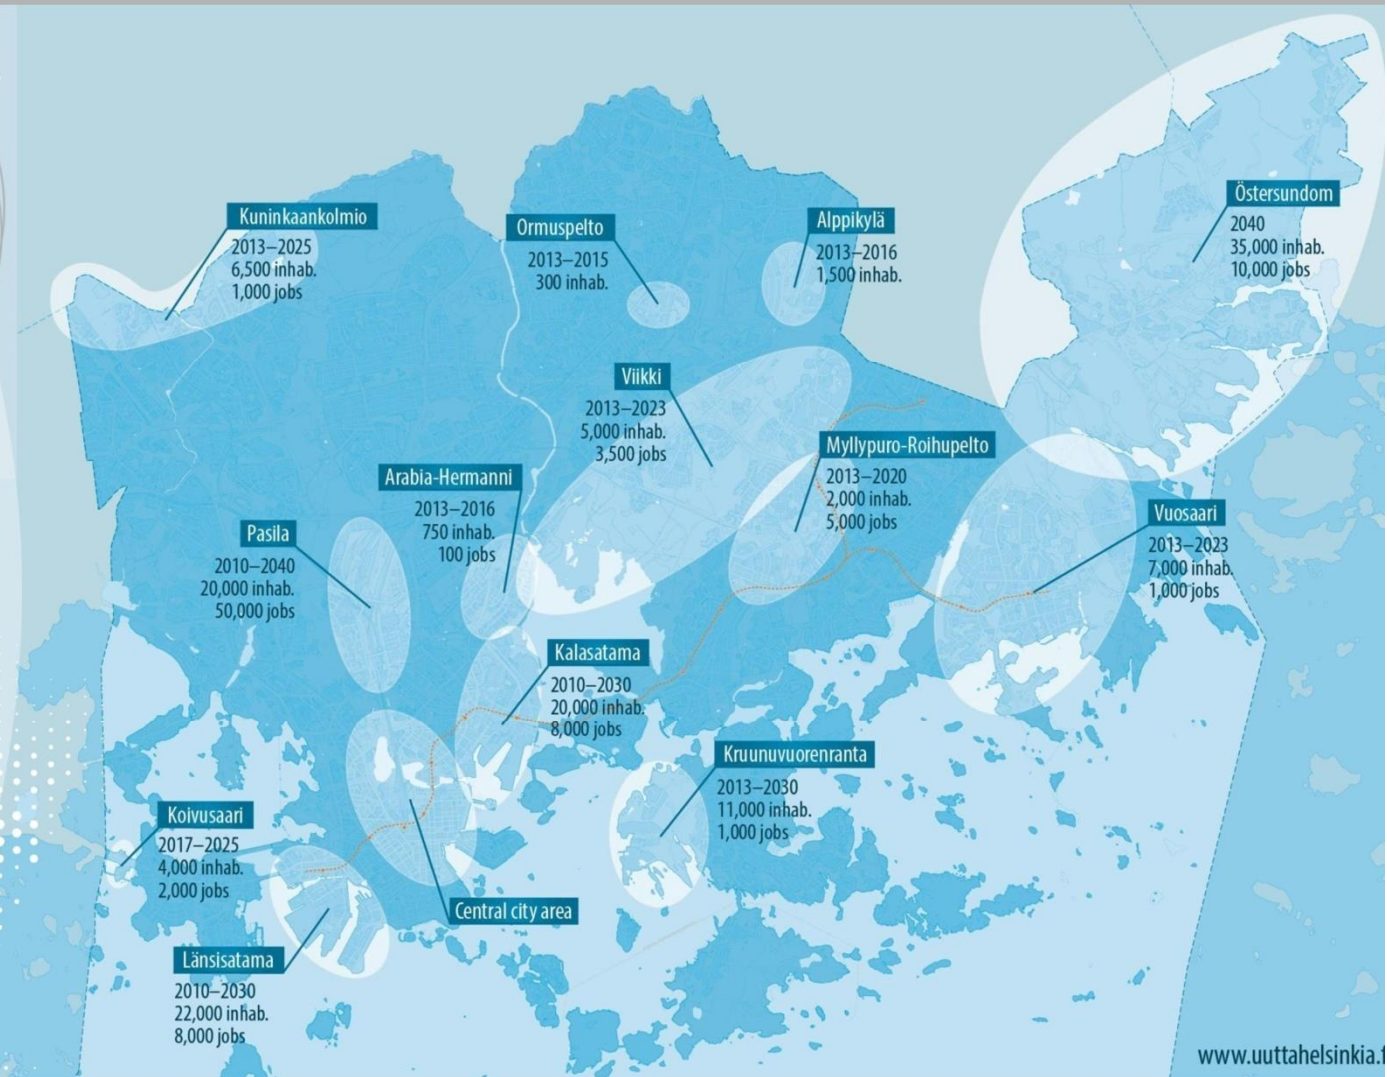 Kuninkaankolmio
2013–2025
6,500 inhab.
1,000 jobs
Ormuspelto
2013–2015
300 inhab.
Alppikylä
2013–2016
1,500 inhab.
Östersundom
2040
35,000 inhab.
10,000 jobs
Viikki
2013–2023
5,000 inhab.
3,500 jobs
Myllypuro-Roihupelto
2013–2020
2,000 inhab.
5,000 jobs
Arabia-Hermanni
2013–2016
750 inhab.
100 jobs
Pasila
2010–2040
20,000 inhab.
50,000 jobs
Vuosaari
2013–2023
7,000 inhab.
1,000 jobs
Kalasatama
2010–2030
20,000 inhab.
8,000 jobs
Kruunuvuorenranta
2013–2030
11,000 inhab.
1,000 jobs
Koivusaari
2017–2025
4,000 inhab.
2,000 jobs
Central city area
Länsisatama
2010–2030
22,000 inhab.
8,000 jobs
www.uuttahelsinkia.f